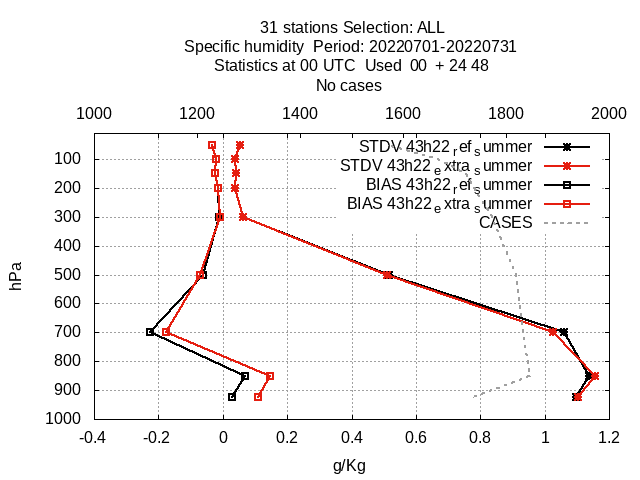 31 stations Selection: ALL
Specific humidity  Period: 20220701-20220731
Statistics at 00 UTC  Used  00  + 24 48
No cases
1000 1200 1400 1600 1800 2000
STDV 43h22_ref_summer
STDV 43h22_extra_summer
BIAS 43h22_ref_summer
BIAS 43h22_extra_summer
CASES
100
200
300
400
500
600
700
800
900
1000
hPa
-0.4 -0.2 0 0.2 0.4 0.6 0.8 1 1.2
g/Kg